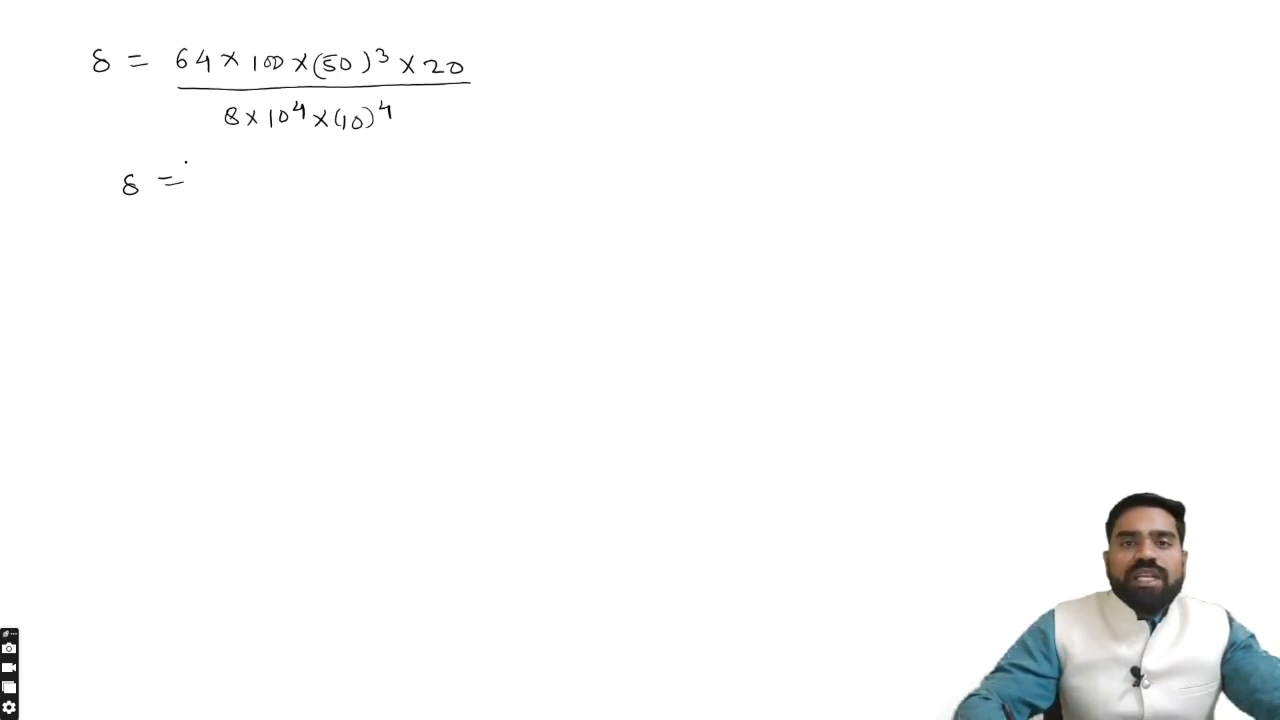 δ = 64 × 100 × (50)³ × 20
8 × 10⁴ × (10)⁴
δ =